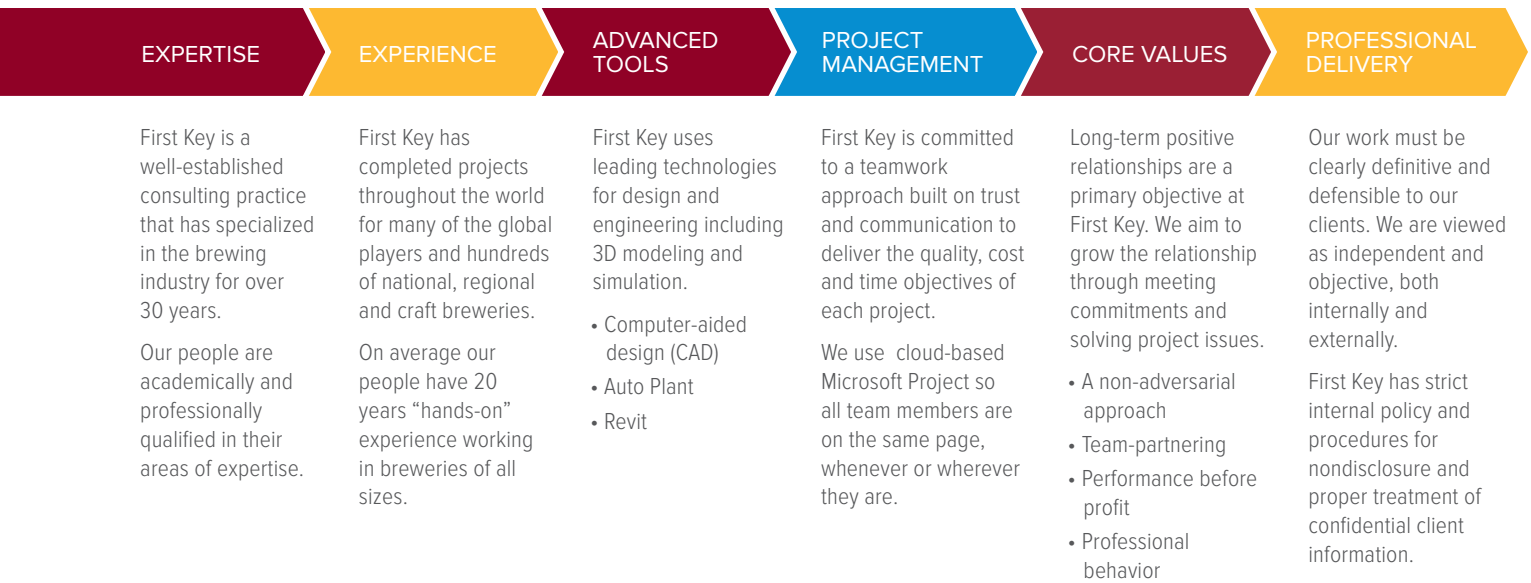 EXPERTISE
EXPERIENCE
ADVANCED
TOOLS
PROJECT
MANAGEMENT
CORE VALUES
PROFESSIONAL
DELIVERY
First Key is a
well-established
consulting practice
that has specialized
in the brewing
industry for over
30 years.
Our people are
academically and
professionally
qualified in their
areas of expertise.
First Key has
completed projects
throughout the world
for many of the global
players and hundreds
of national, regional
and craft breweries.
On average our
people have 20
years “hands-on”
experience working
in breweries of all
sizes.
First Key uses
leading technologies
for design and
engineering including
3D modeling and
simulation.
• Computer-aided
design (CAD)
• Auto Plant
• Revit
First Key is committed
to a teamwork
approach built on trust
and communication to
deliver the quality, cost
and time objectives of
each project.
We use  cloud-based
Microsoft Project so
all team members are
on the same page,
whenever or wherever
they are.
Long-term positive
relationships are a
primary objective at
First Key. We aim to
grow the relationship
through meeting
commitments and
solving project issues.
• A non-adversarial
approach
• Team-partnering
• Performance before
profit
• Professional
behavior
Our work must be
clearly definitive and
defensible to our
clients. We are viewed
as independent and
objective, both
internally and
externally.
First Key has strict
internal policy and
procedures for
nondisclosure and
proper treatment of
confidential client
information.